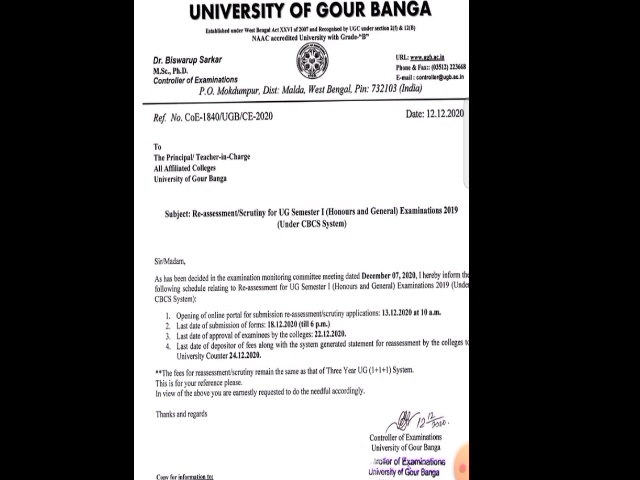 UNIVERSITY OF GOUR BANGA
Established under West Bengal Act XXVI of 2007 and Recognised by UGC under section 2(f) & 12(B)
NAAC accredited University with Grade-"B"
Dr. Biswarup Sarkar
M.Sc., Ph.D.
Controller of Examinations
URL: www.ugb.ac.in
Phone & Fax: (03512) 223668
E-mail : controller@ugb.ac.in
P.O. Mokdumpur, Dist: Malda, West Bengal, Pin: 732103 (India)
Ref. No. CoE-1840/UGB/CE-2020
Date: 12.12.2020
To
The Principal/ Teacher-in-Charge
All Affiliated Colleges
University of Gour Banga
Subject: Re-assessment/Scrutiny for UG Semester I (Honours and General) Examinations 2019
(Under CBCS System)
Sir/Madam,
As has been decided in the examination monitoring committee meeting dated December 07, 2020, I hereby inform the
following schedule relating to Re-assessment for UG Semester I (Honours and General) Examinations 2019 (Under
CBCS System):
1. Opening of online portal for submission re-assessment/scrutiny applications: 13.12.2020 at 10 a.m.
2. Last date of submission of forms: 18.12.2020 (till 6 p.m.)
3. Last date of approval of examinees by the colleges: 22.12.2020.
4. Last date of depositor of fees along with the system generated statement for reassessment by the colleges to
University Counter 24.12.2020.
**The fees for reassessment/scrutiny remain the same as that of Three Year UG (1+1+1) System.
This is for your reference please.
In view of the above you are earnestly requested to do the needful accordingly.
Thanks and regards
12/12/2020.
Controller of Examinations
University of Gour Banga
troller of Examinations
University of Gour Banga
Copy for information to: